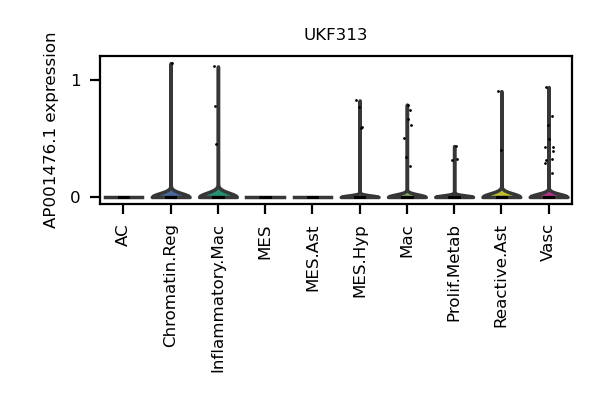 UKF313
AP001476.1 expression
1
0
AC
Chromatin.Reg
Inflammatory.Mac
MES
MES.Ast
MES.Hyp
Mac
Prolif.Metab
Reactive.Ast
Vasc